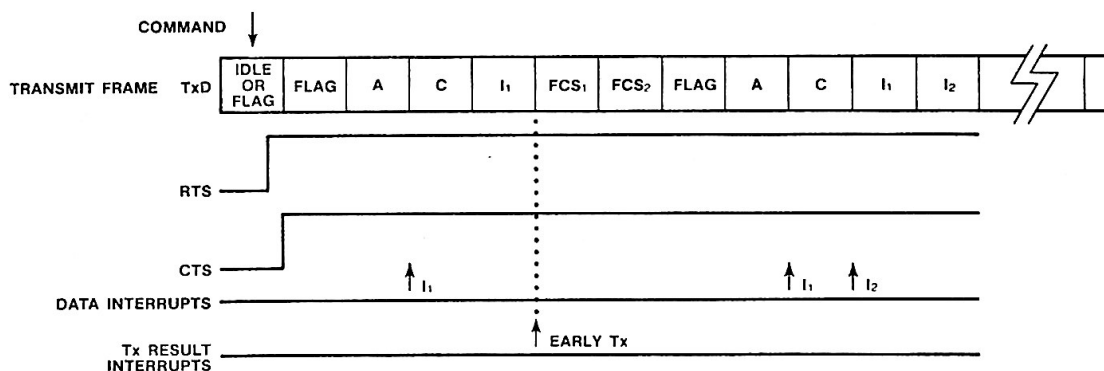 COMMAND
TRANSMIT FRAME TxD
IDLE OR FLAG
FLAG
A
C
I₁
FCS₁
FCS₂
FLAG
A
C
I₁
I₂
RTS
CTS
I₁
I₁
I₂
DATA INTERRUPTS
EARLY Tx
Tx RESULT
INTERRUPTS